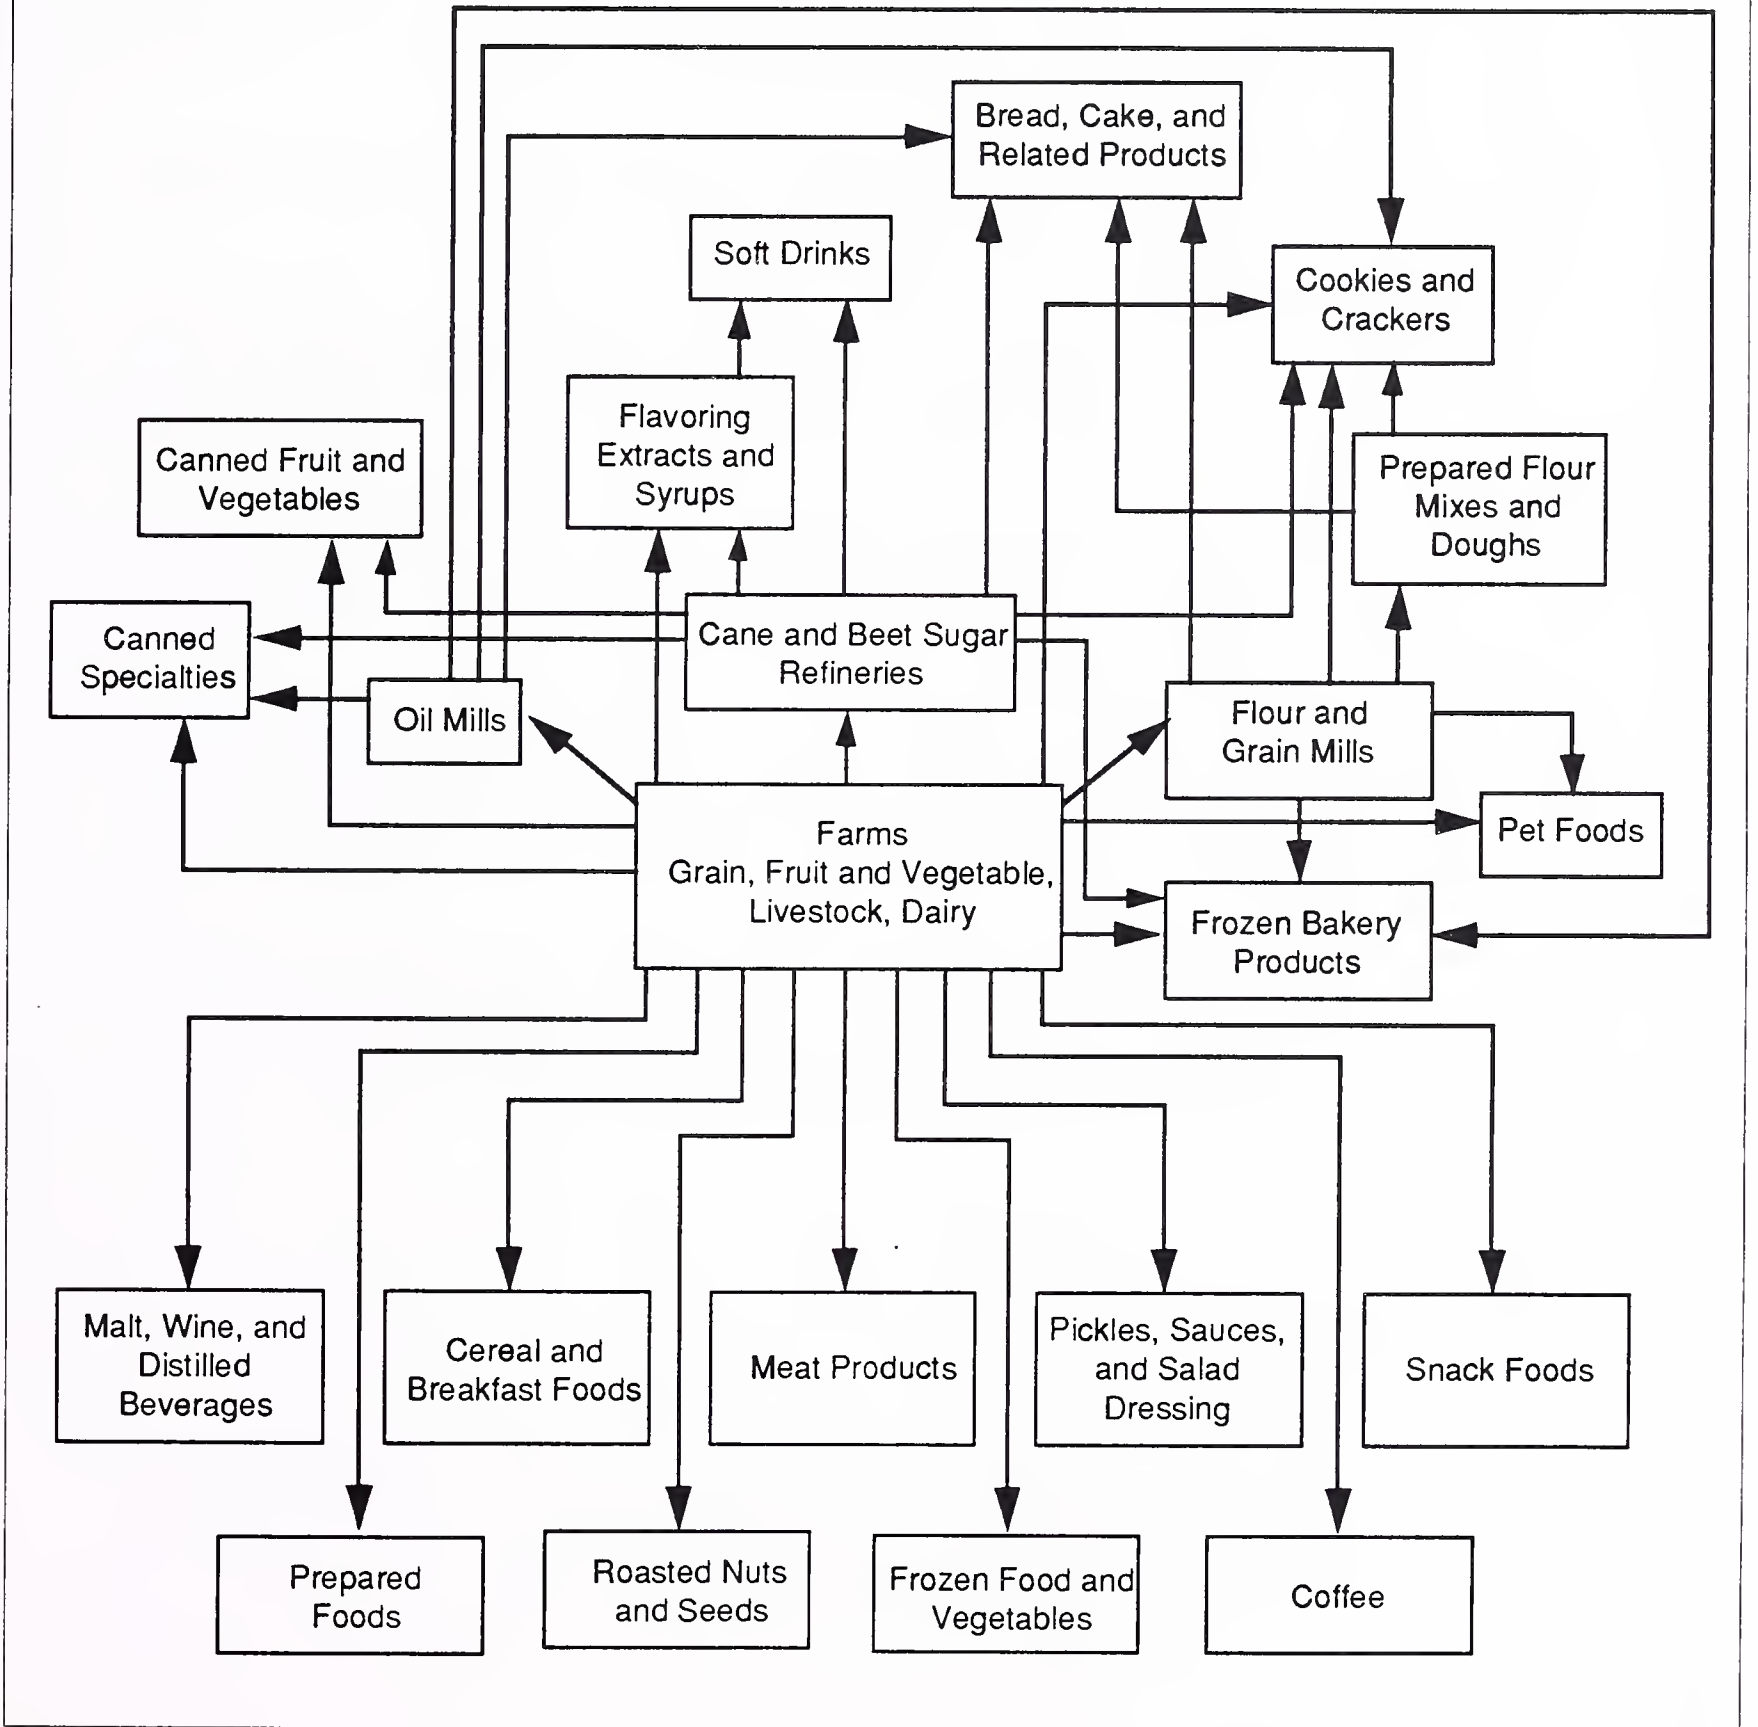 Bread, Cake, and
Related Products
Soft Drinks
Cookies and
Crackers
Flavoring
Extracts and
Syrups
Canned Fruit and
Vegetables
Prepared Flour
Mixes and
Doughs
Canned
Specialties
Cane and Beet Sugar
Refineries
Oil Mills
Flour and
Grain Mills
Farms
Grain, Fruit and Vegetable,
Livestock, Dairy
Pet Foods
Frozen Bakery
Products
Malt, Wine, and
Distilled
Beverages
Cereal and
Breakfast Foods
Meat Products
Pickles, Sauces,
and Salad
Dressing
Snack Foods
Prepared
Foods
Roasted Nuts
and Seeds
Frozen Food and
Vegetables
Coffee